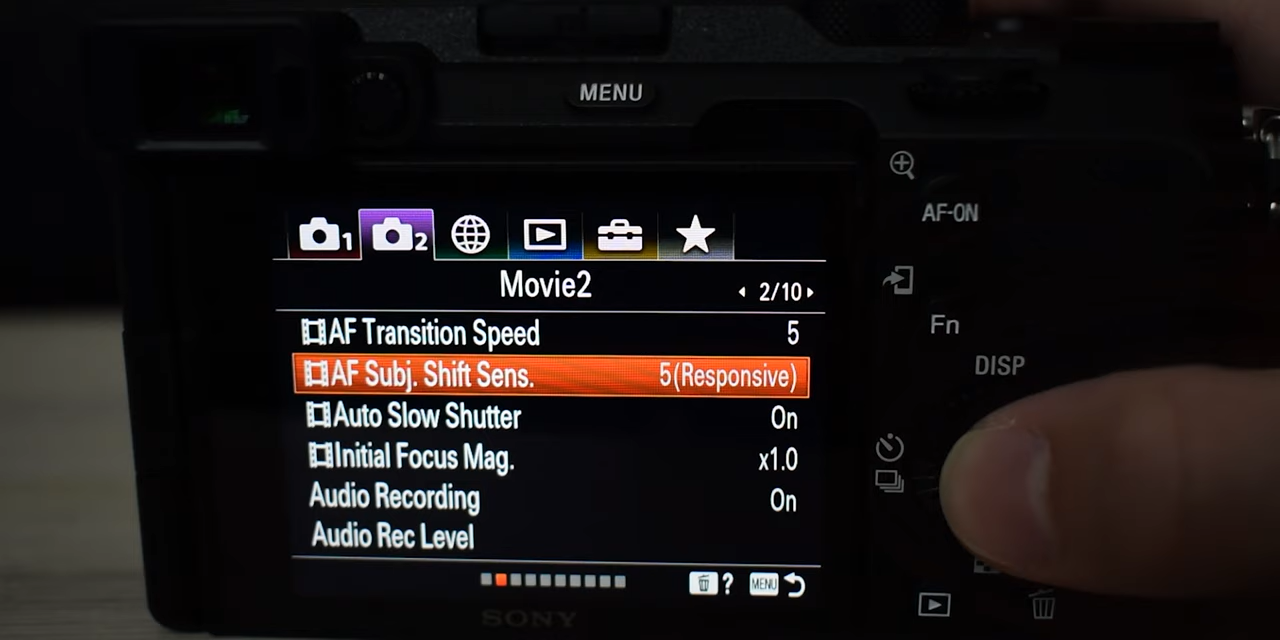 MENU
AF-ON
1 2
Movie2
2/10
AF Transition Speed 5
AF Subj. Shift Sens. 5(Responsive)
Auto Slow Shutter On
Initial Focus Mag. x1.0
Audio Recording On
Audio Rec Level
? MENU
SONY
Fn
DISP